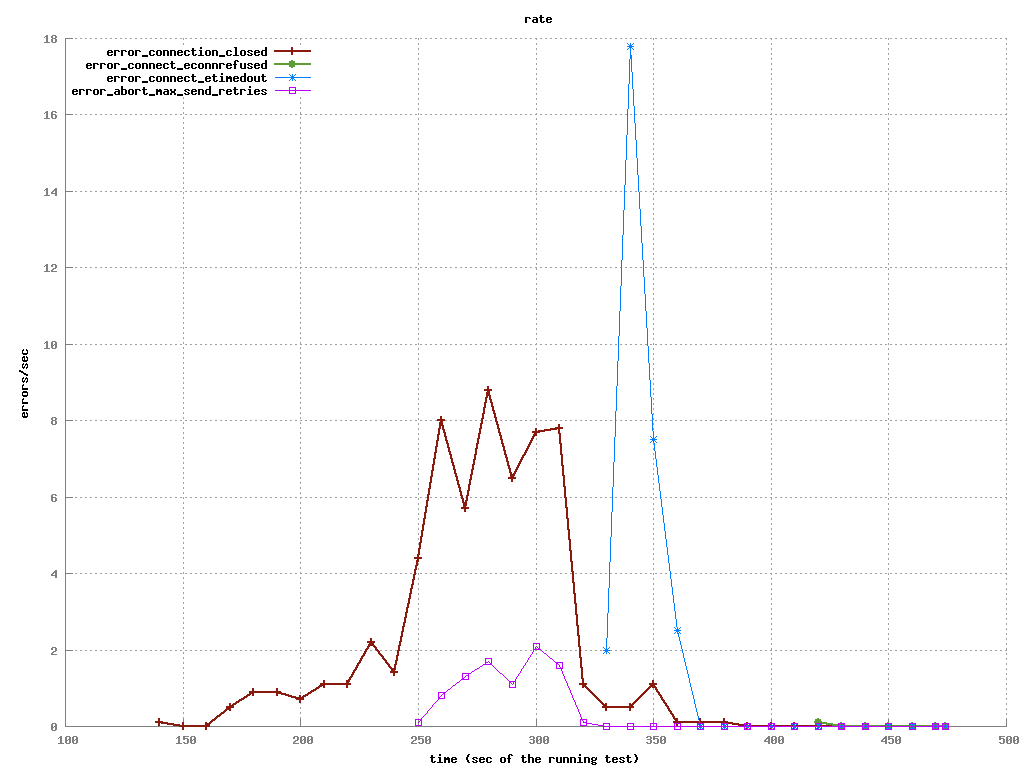 rate
18
error_connection_closed
error_connect_econnrefused
error_connect_etimedout
error_abort_max_send_retries
16
14
12
10
8
6
4
2
0
errors/sec
100 150 200 250 300 350 400 450 500
time (sec of the running test)